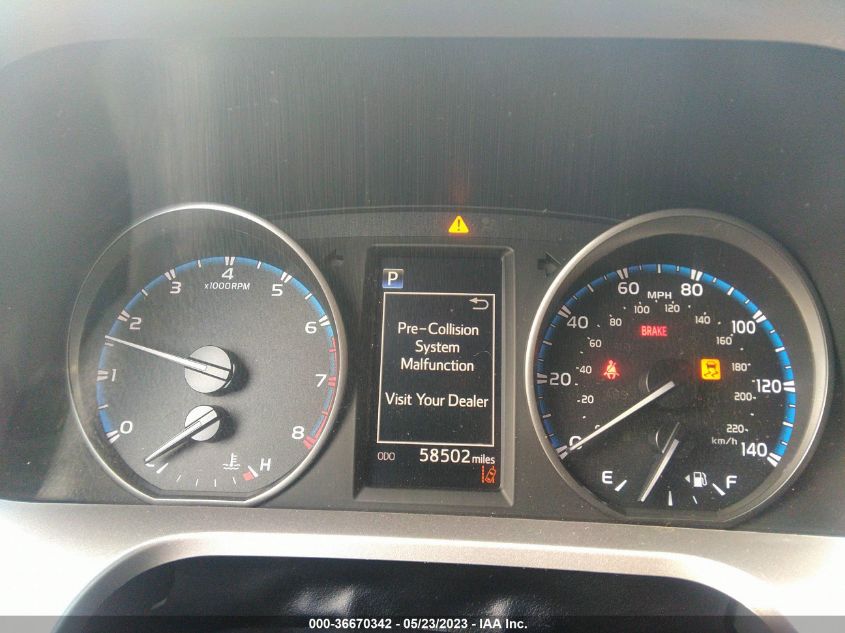 P
Pre-Collision
System
Malfunction
Visit Your Dealer
ODO 58502 miles
0 1 2 3 4 5 6 7 8
x1000RPM
H
0 20 40 60 80 100 120 140
MPH
20 40 60 80 100 120 140 160 180 200 220
km/h
BRAKE
E F
000-36670342 - 05/23/2023 - IAA Inc.